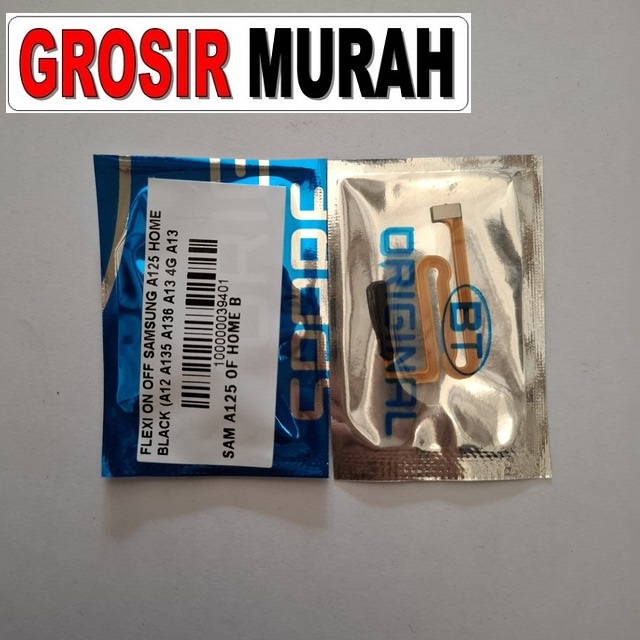 GROSIR MURAH
FLEXI ON OFF SAMSUNG A125 HOME
BLACK (A12 A135 A136 A13 4G A13
100000039401
SAM A125 OF HOME B
ORIGINAL
BT